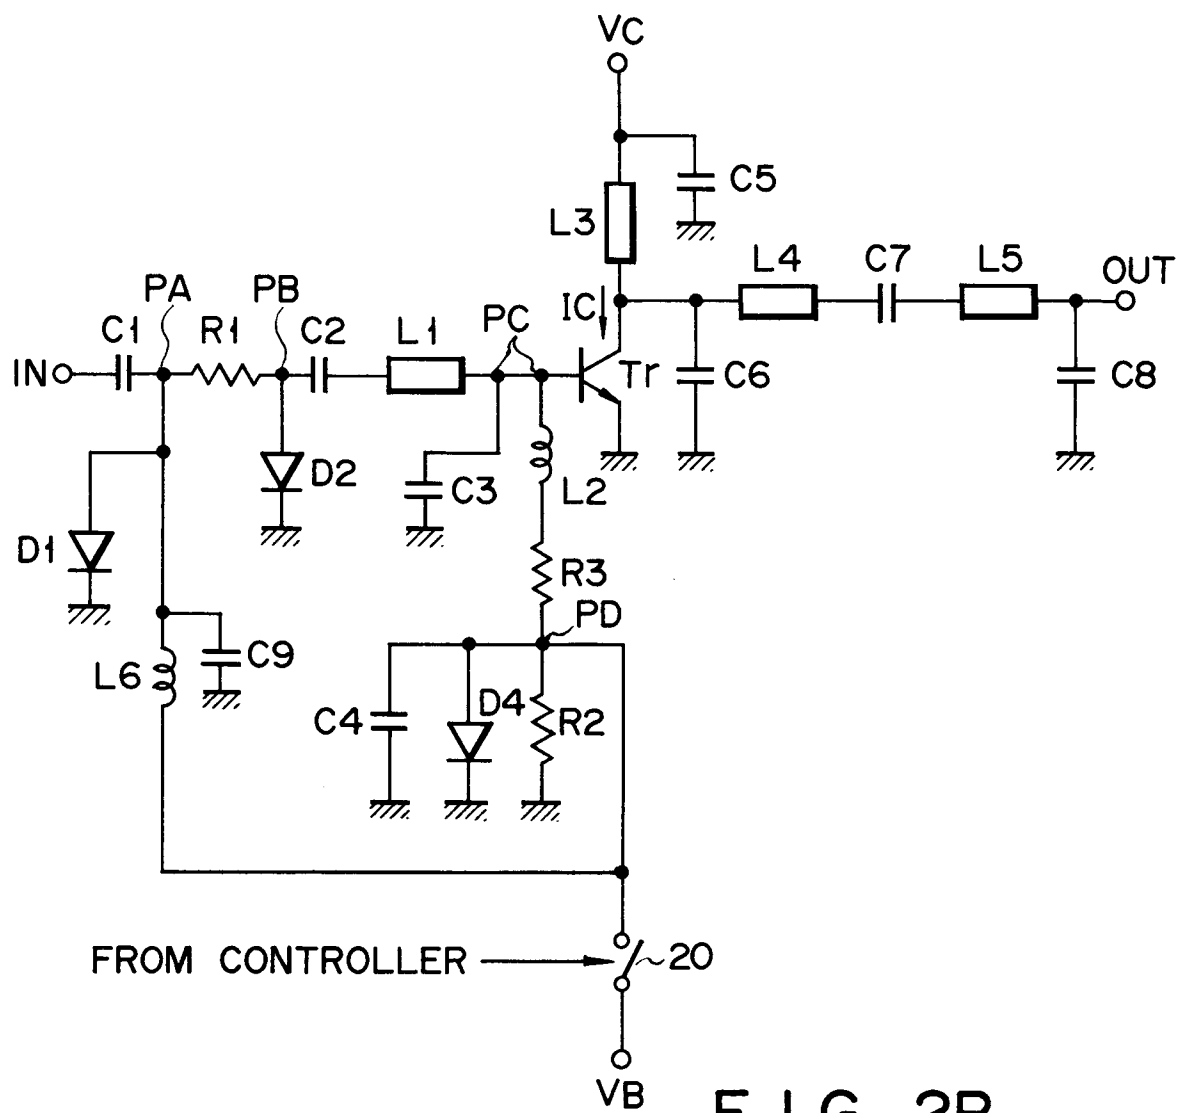 VC
C5
L3
L4
C7
L5
OUT
PA
PB
PC
IC
C1
R1
C2
L1
IN
Tr
C6
C8
D2
C3
L2
D1
R3
PD
C9
L6
D4
C4
R2
FROM CONTROLLER
20
VB